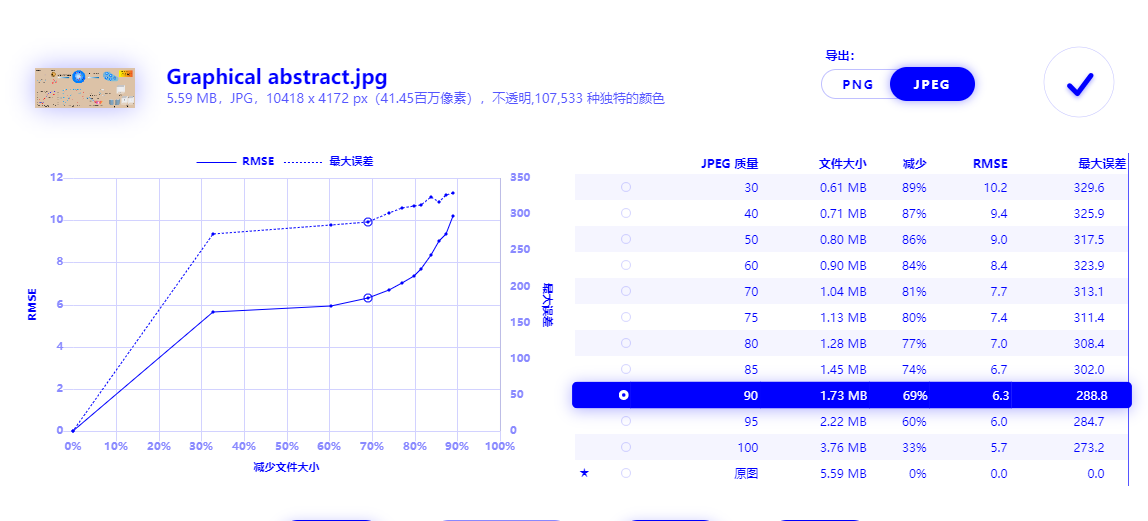 导出：
Graphical abstract.jpg
PNG JPEG
5.59 MB，JPG，10418 x 4172 px（41.45百万像素），不透明,107,533 种独特的颜色
RMSE 最大误差
12 350
10 300
250
8
200
6
150
4
100
2
50
0 0
RMSE
最大误差
0% 10% 20% 30% 40% 50% 60% 70% 80% 90% 100%
减少文件大小
JPEG 质量 文件大小 减少 RMSE 最大误差
30 0.61 MB 89% 10.2 329.6
40 0.71 MB 87% 9.4 325.9
50 0.80 MB 86% 9.0 317.5
60 0.90 MB 84% 8.4 323.9
70 1.04 MB 81% 7.7 313.1
75 1.13 MB 80% 7.4 311.4
80 1.28 MB 77% 7.0 308.4
85 1.45 MB 74% 6.7 302.0
90 1.73 MB 69% 6.3 288.8
95 2.22 MB 60% 6.0 284.7
100 3.76 MB 33% 5.7 273.2
★ 原图 5.59 MB 0% 0.0 0.0